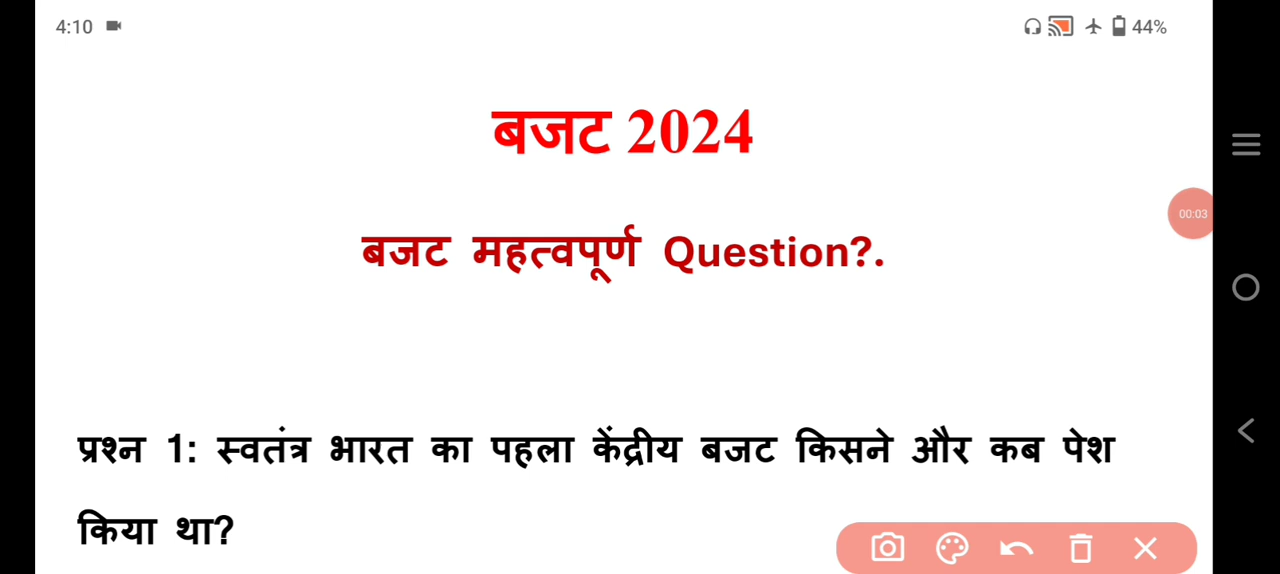 4:10
44%
बजट 2024
00:03
बजट महत्वपूर्ण Question?.
प्रश्न 1: स्वतंत्र भारत का पहला केंद्रीय बजट किसने और कब पेश
किया था?